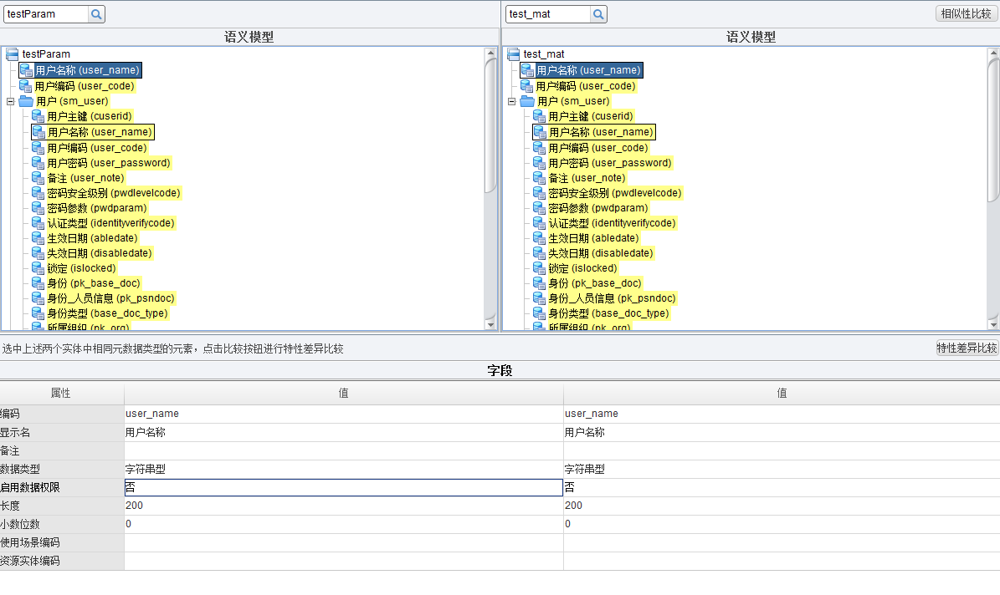 testParam
test_mat
相似性比较
语义模型
语义模型
testParam
用户名称 (user_name)
用户编码 (user_code)
用户 (sm_user)
用户主键 (cuserid)
用户名称 (user_name)
用户编码 (user_code)
用户密码 (user_password)
备注 (user_note)
密码安全级别 (pwdlevelcode)
密码参数 (pwdparam)
认证类型 (identityverifycode)
生效日期 (abledate)
失效日期 (disabledate)
锁定 (islocked)
身份 (pk_base_doc)
身份_人员信息 (pk_psndoc)
身份类型 (base_doc_type)
所属组织 (pk_org)
test_mat
用户名称 (user_name)
用户编码 (user_code)
用户 (sm_user)
用户主键 (cuserid)
用户名称 (user_name)
用户编码 (user_code)
用户密码 (user_password)
备注 (user_note)
密码安全级别 (pwdlevelcode)
密码参数 (pwdparam)
认证类型 (identityverifycode)
生效日期 (abledate)
失效日期 (disabledate)
锁定 (islocked)
身份 (pk_base_doc)
身份_人员信息 (pk_psndoc)
身份类型 (base_doc_type)
所属组织 (pk_org)
选中上述两个实体中相同元数据类型的元素，点击比较按钮进行特性差异比较
特性差异比较
字段
属性 值 值
编码 user_name user_name
显示名 用户名称 用户名称
备注
数据类型 字符串型 字符串型
启用数据权限 否 否
长度 200 200
小数位数 0 0
使用场景编码
资源实体编码